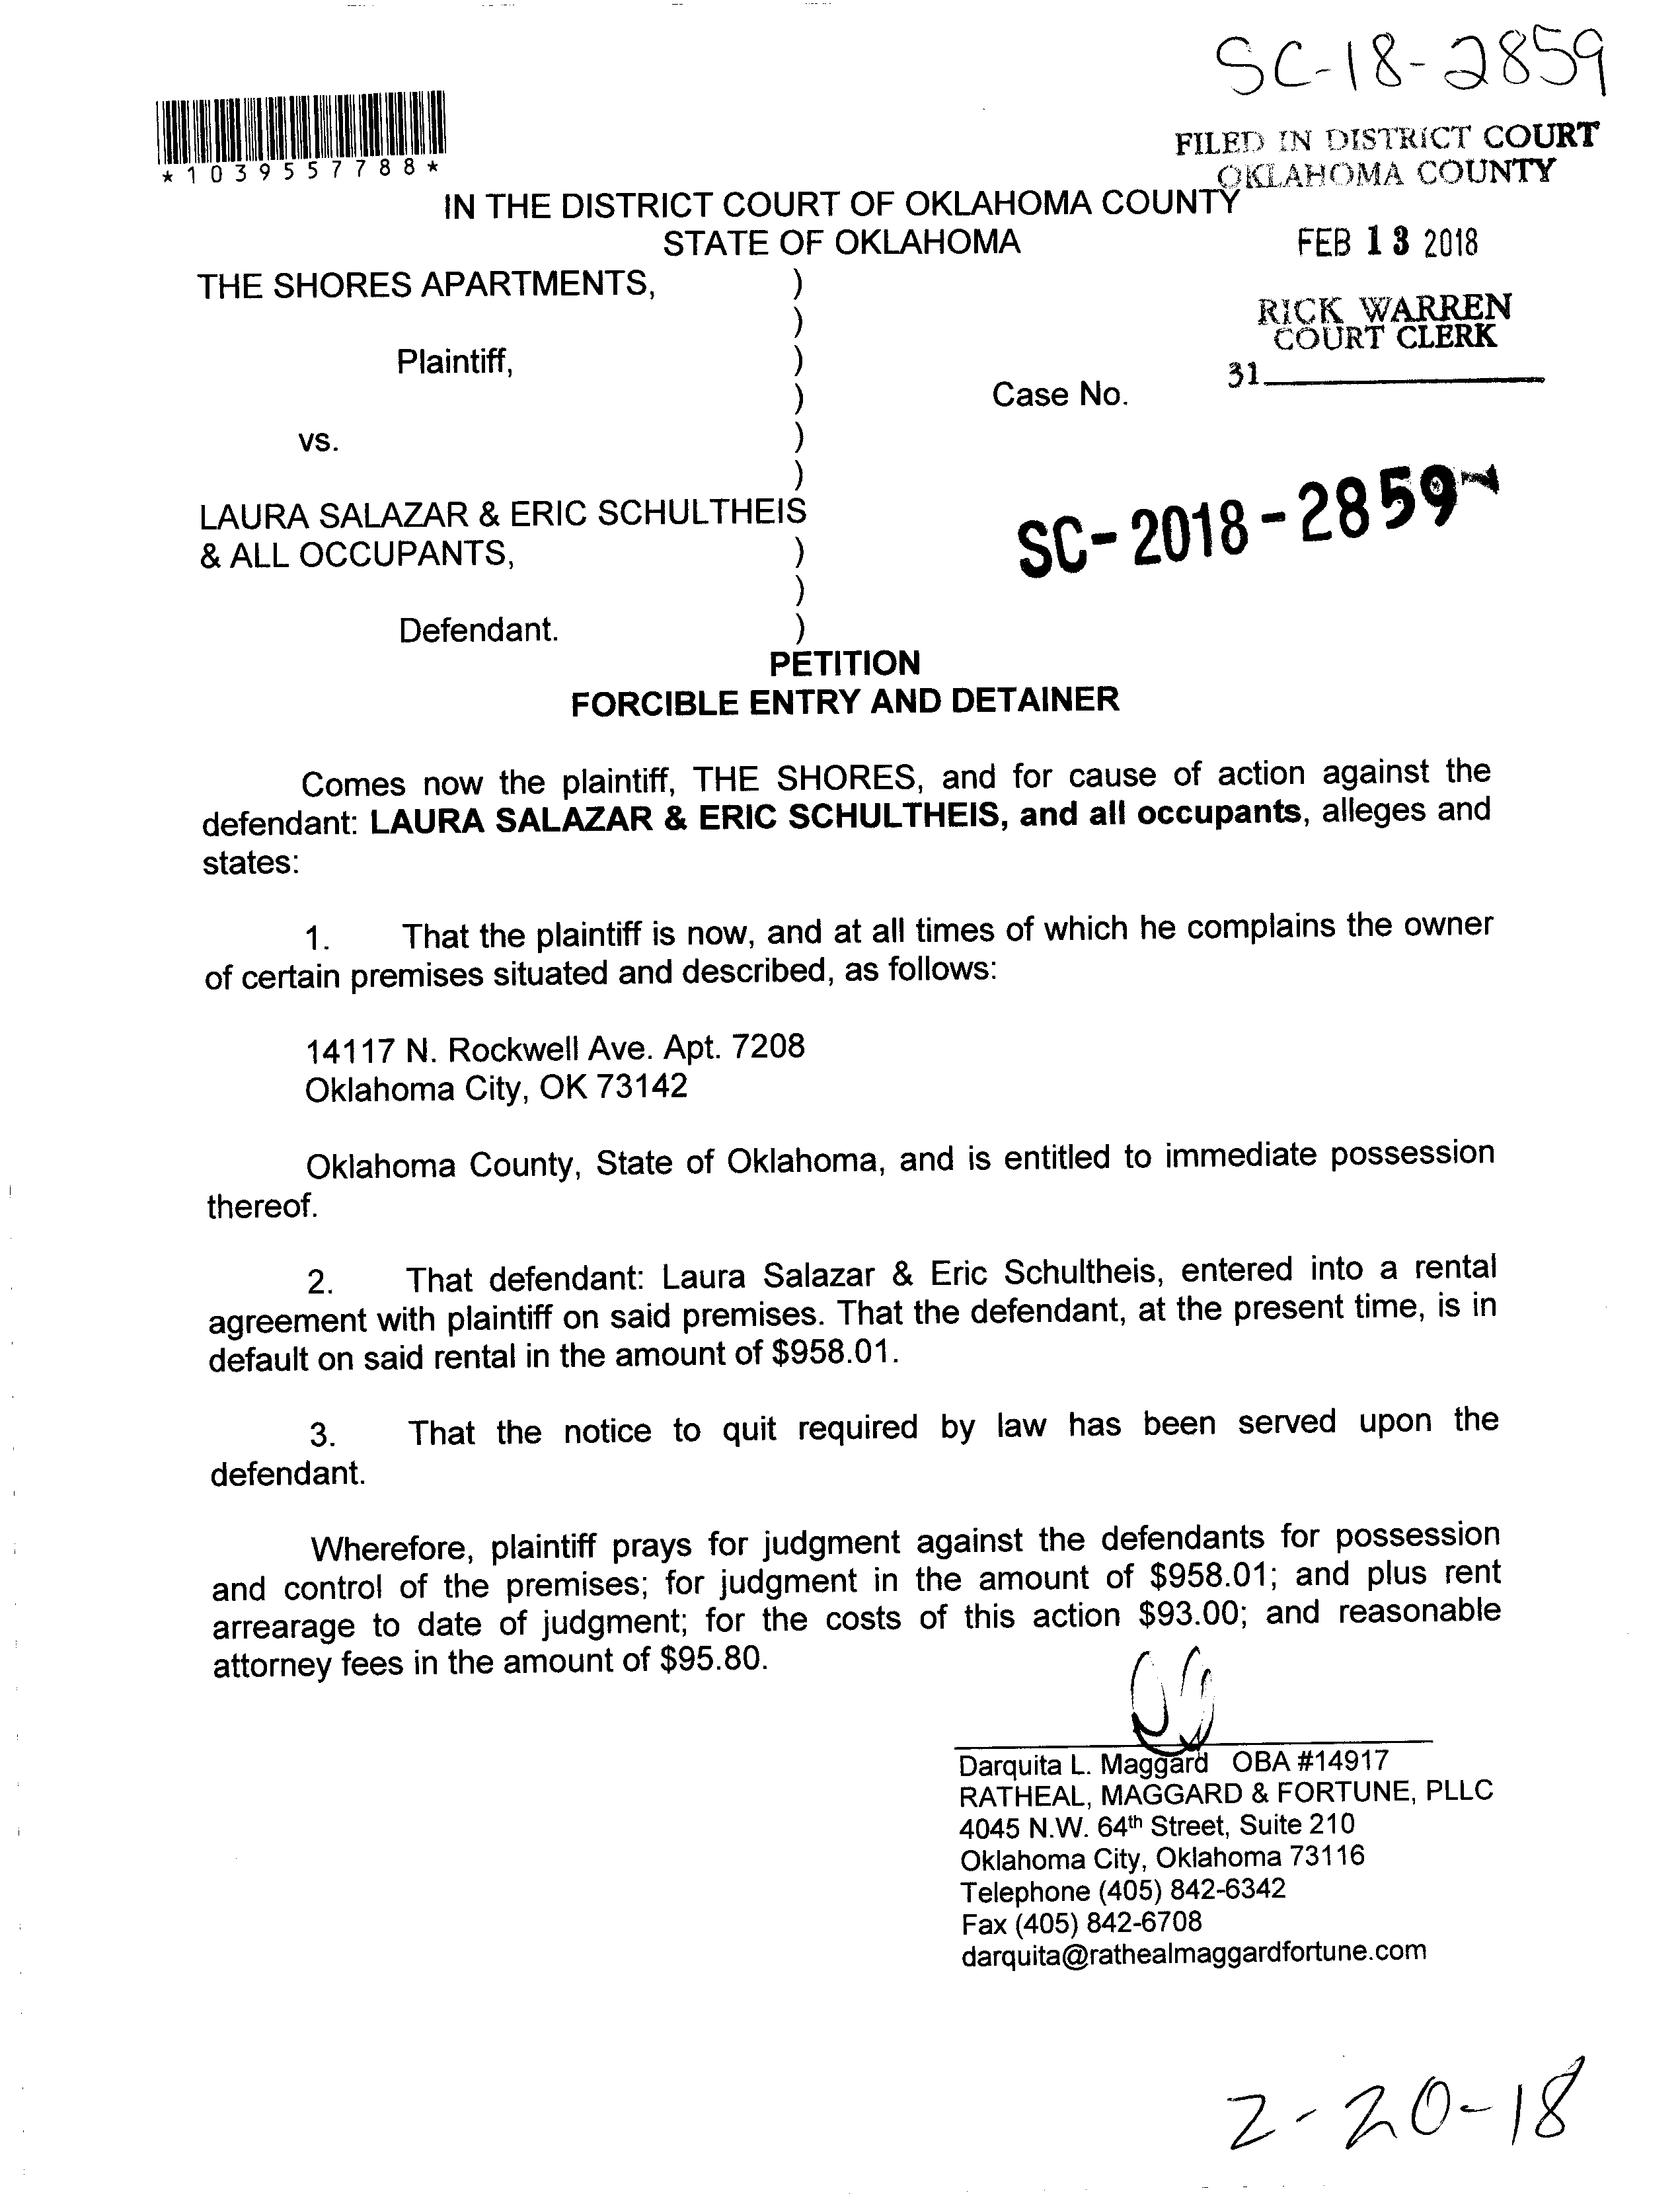 SC-18-2859
*1039557788*
FILED IN DISTRICT COURT
OKLAHOMA COUNTY
IN THE DISTRICT COURT OF OKLAHOMA COUNTY
STATE OF OKLAHOMA
FEB 13 2018
THE SHORES APARTMENTS, )
)
RICK WARREN
COURT CLERK
Plaintiff, )
31
) Case No.
vs. )
)
LAURA SALAZAR & ERIC SCHULTHEIS
& ALL OCCUPANTS, )
SC-2018-2859
)
Defendant. )
PETITION
FORCIBLE ENTRY AND DETAINER
Comes now the plaintiff, THE SHORES, and for cause of action against the
defendant: LAURA SALAZAR & ERIC SCHULTHEIS, and all occupants, alleges and
states:
1. That the plaintiff is now, and at all times of which he complains the owner
of certain premises situated and described, as follows:
14117 N. Rockwell Ave. Apt. 7208
Oklahoma City, OK 73142
Oklahoma County, State of Oklahoma, and is entitled to immediate possession
thereof.
2. That defendant: Laura Salazar & Eric Schultheis, entered into a rental
agreement with plaintiff on said premises. That the defendant, at the present time, is in
default on said rental in the amount of $958.01.
3. That the notice to quit required by law has been served upon the
defendant.
Wherefore, plaintiff prays for judgment against the defendants for possession
and control of the premises; for judgment in the amount of $958.01; and plus rent
arrearage to date of judgment; for the costs of this action $93.00; and reasonable
attorney fees in the amount of $95.80.
Darquita L. Maggard OBA #14917
RATHEAL, MAGGARD & FORTUNE, PLLC
4045 N.W. 64th Street, Suite 210
Oklahoma City, Oklahoma 73116
Telephone (405) 842-6342
Fax (405) 842-6708
darquita@rathealmaggardfortune.com
2-20-18